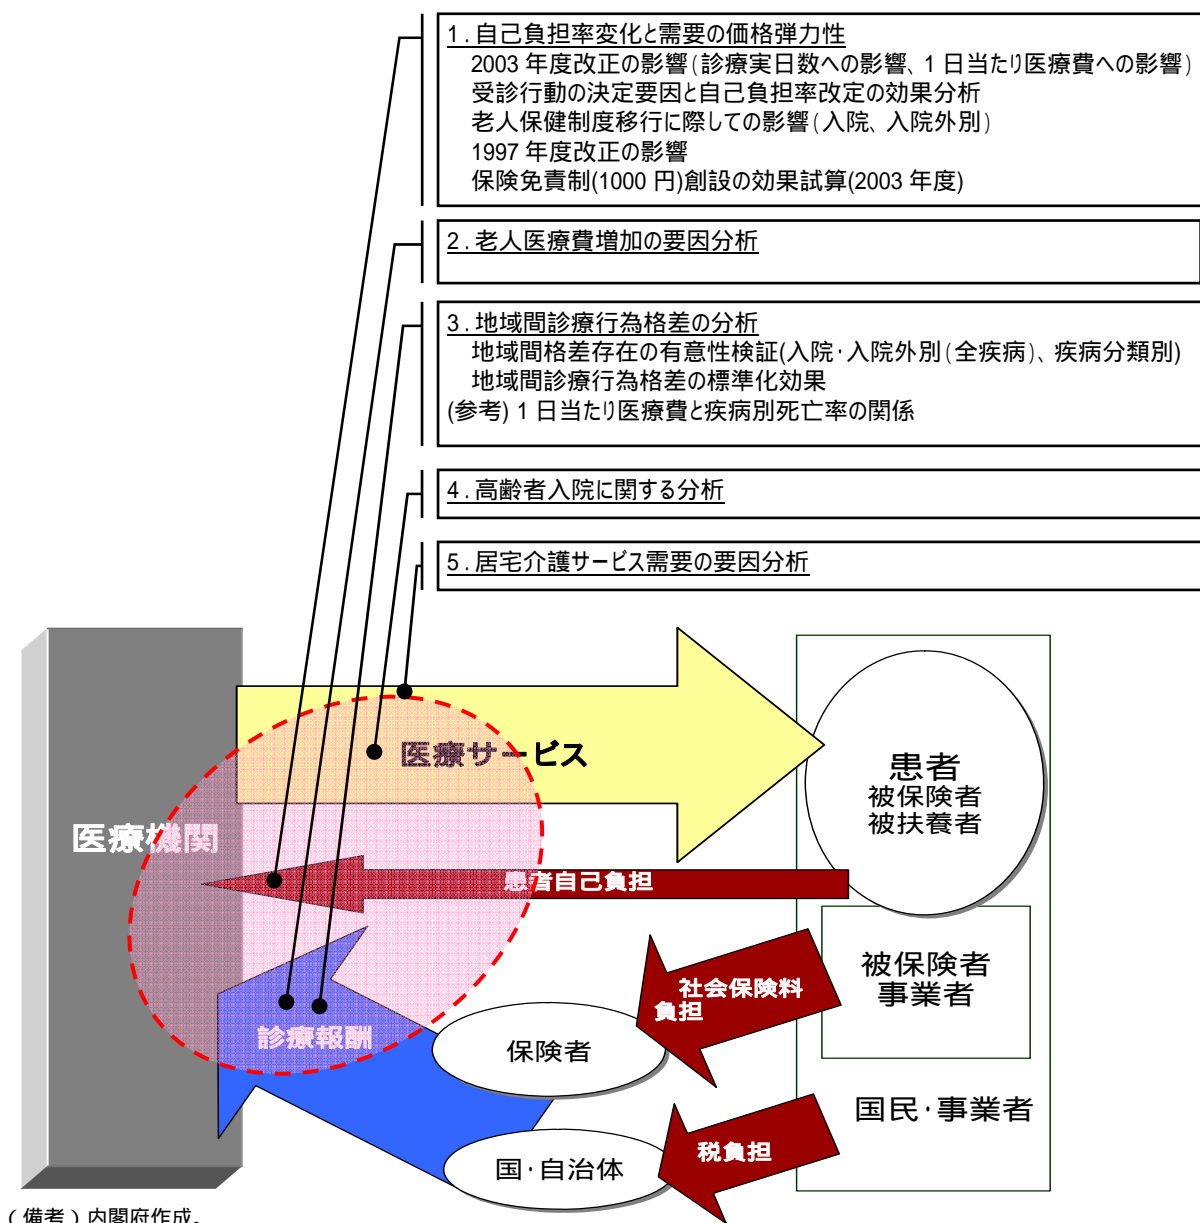 1．自己負担率変化と需要の価格弾力性
2003 年度改正の影響（診療実日数への影響、1 日当たり医療費への影響）
受診行動の決定要因と自己負担率改定の効果分析
老人保健制度移行に際しての影響（入院、入院外別）
1997 年度改正の影響
保険免責制(1000 円)創設の効果試算(2003 年度)
2．老人医療費増加の要因分析
3．地域間診療行為格差の分析
地域間格差存在の有意性検証(入院・入院外別（全疾病）、疾病分類別)
地域間診療行為格差の標準化効果
(参考) 1 日当たり医療費と疾病別死亡率の関係
4．高齢者入院に関する分析
5．居宅介護サービス需要の要因分析
医療サービス
患者
被保険者
被扶養者
医療機関
患者自己負担
被保険者
事業者
社会保険料
負担
診療報酬
保険者
国民・事業者
税負担
国・自治体
（備考）内閣府作成。